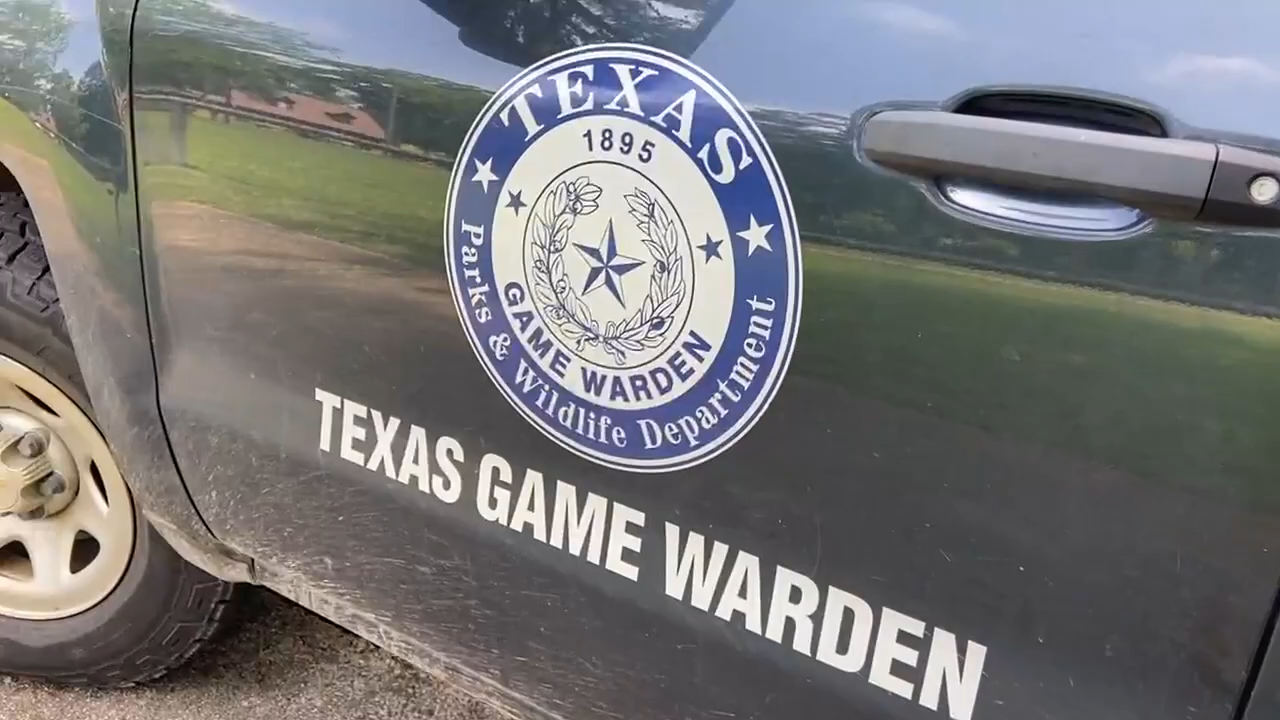 TEXAS
1895
GAME WARDEN
Parks & Wildlife Department
TEXAS GAME WARDEN